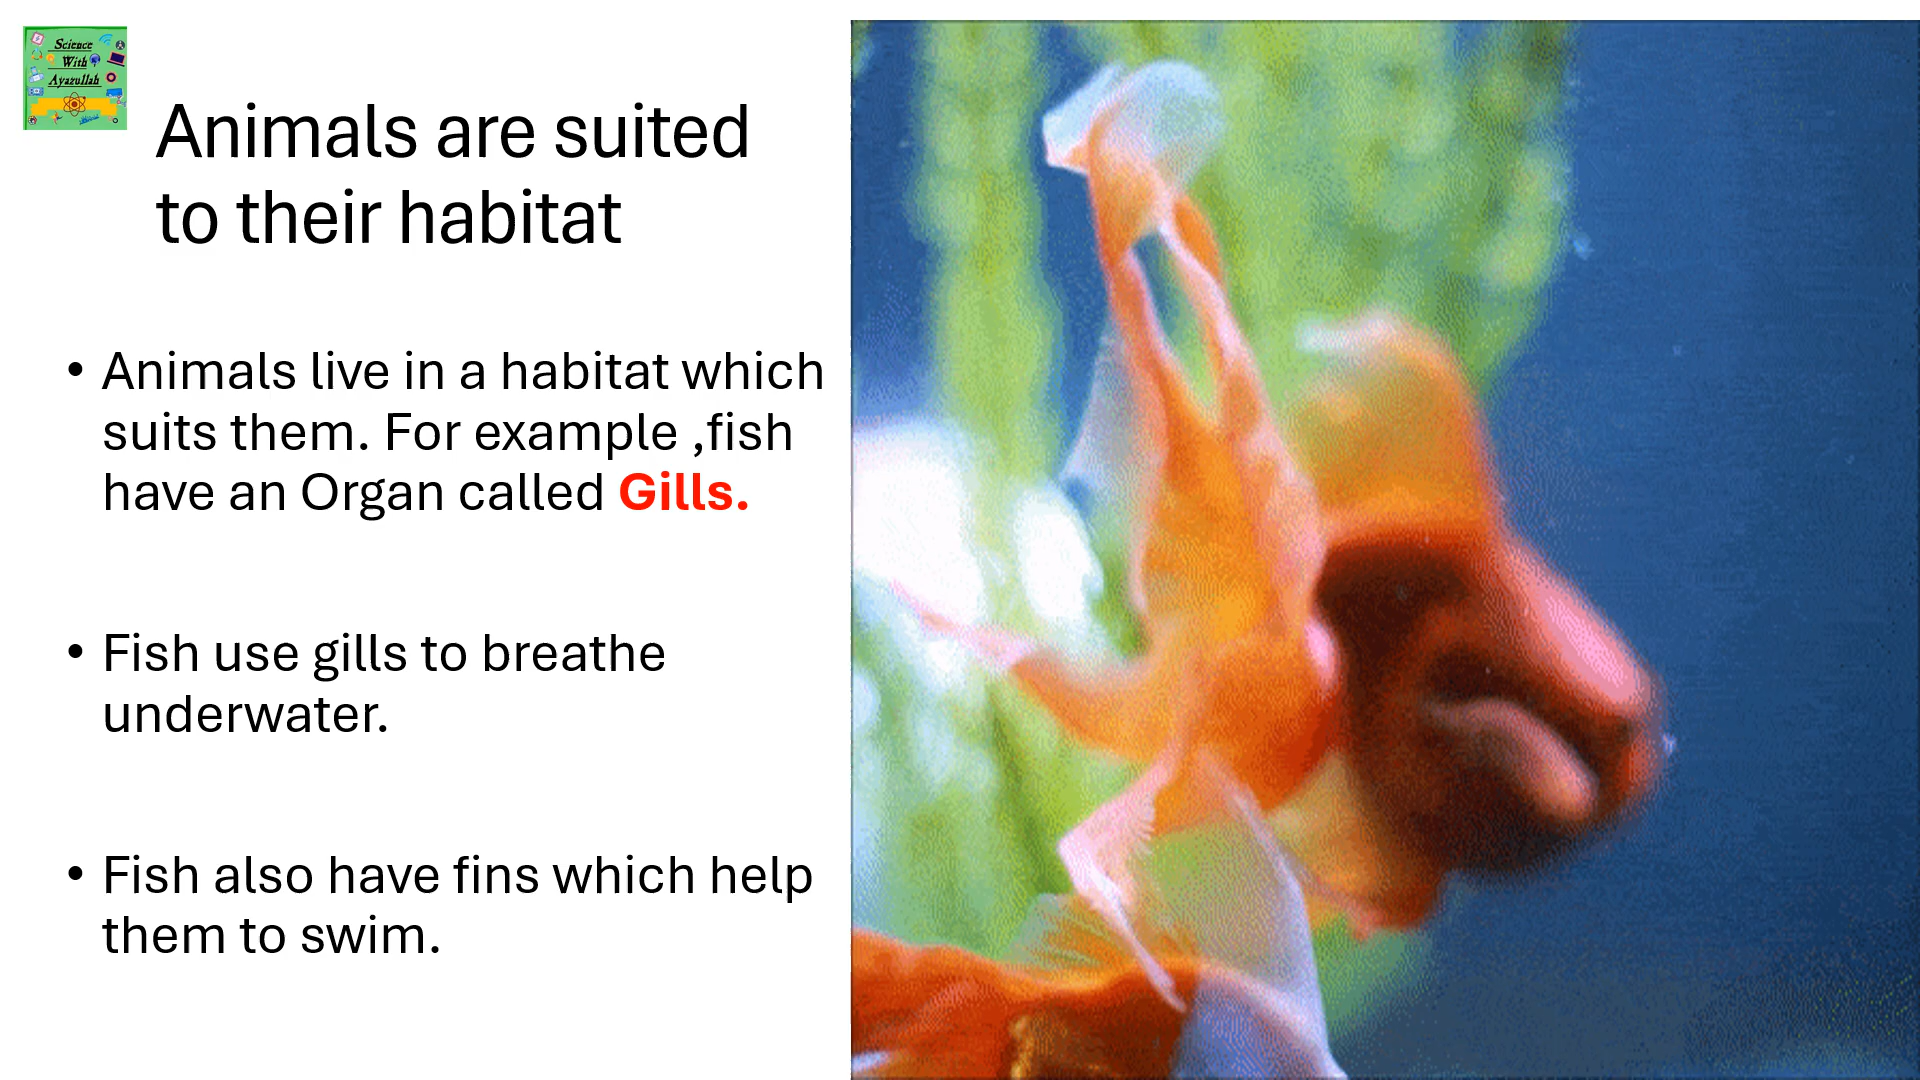 Science
With
Ayazullah
Animals are suited
to their habitat
• Animals live in a habitat which
suits them. For example ,fish
have an Organ called Gills.
• Fish use gills to breathe
underwater.
• Fish also have fins which help
them to swim.